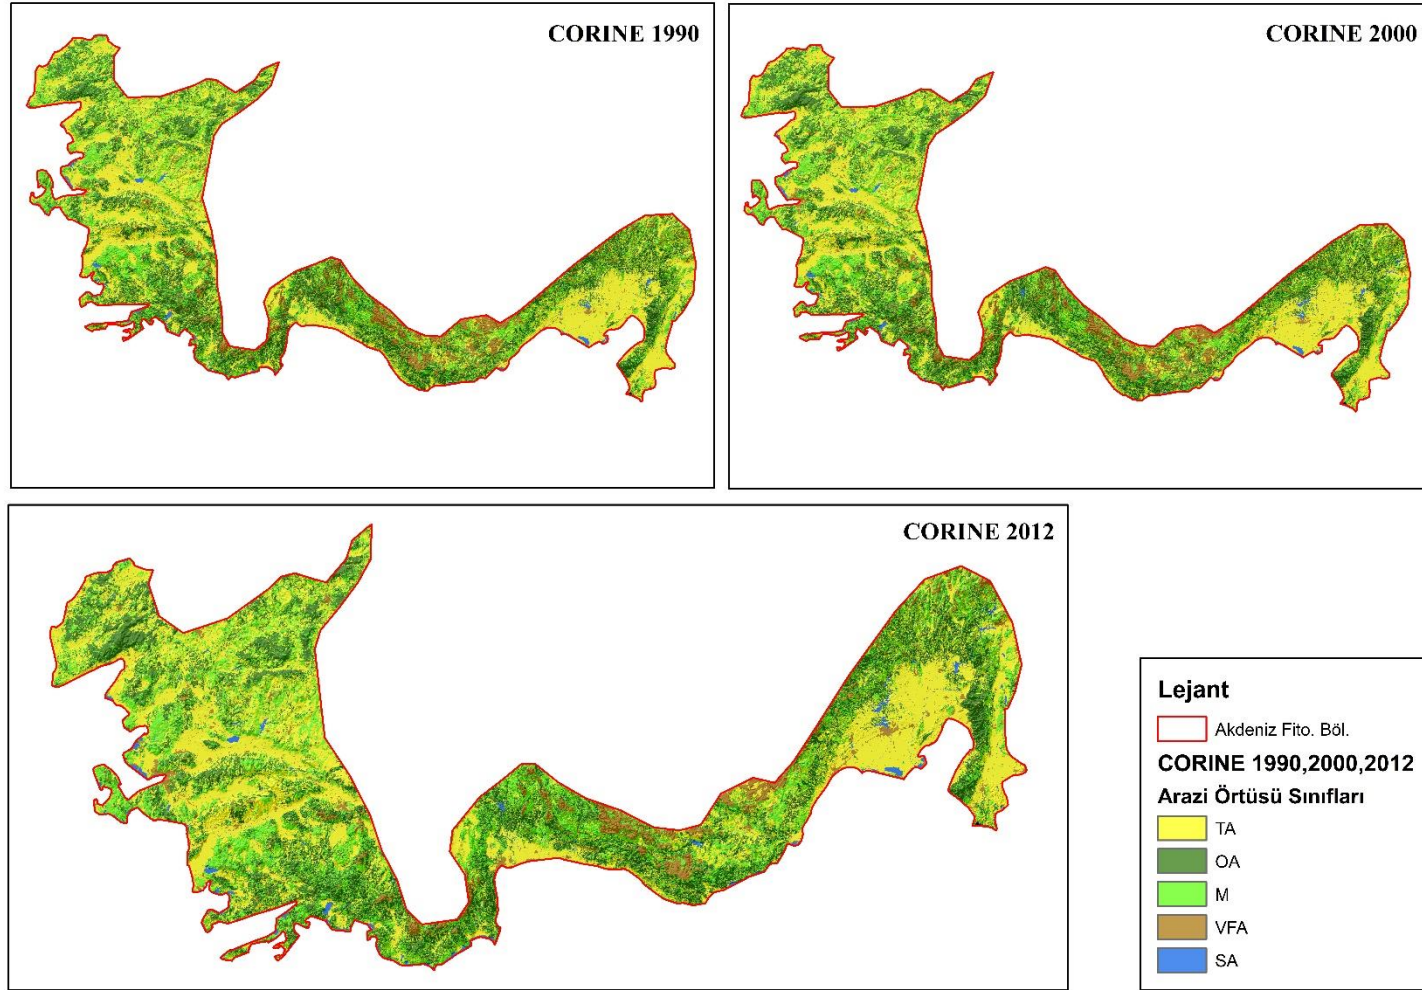 CORINE 1990
CORINE 2000
CORINE 2012
Lejant
Akdeniz Fito. Böl.
CORINE 1990,2000,2012
Arazi Örtüsü Sınıfları
TA
OA
M
VFA
SA